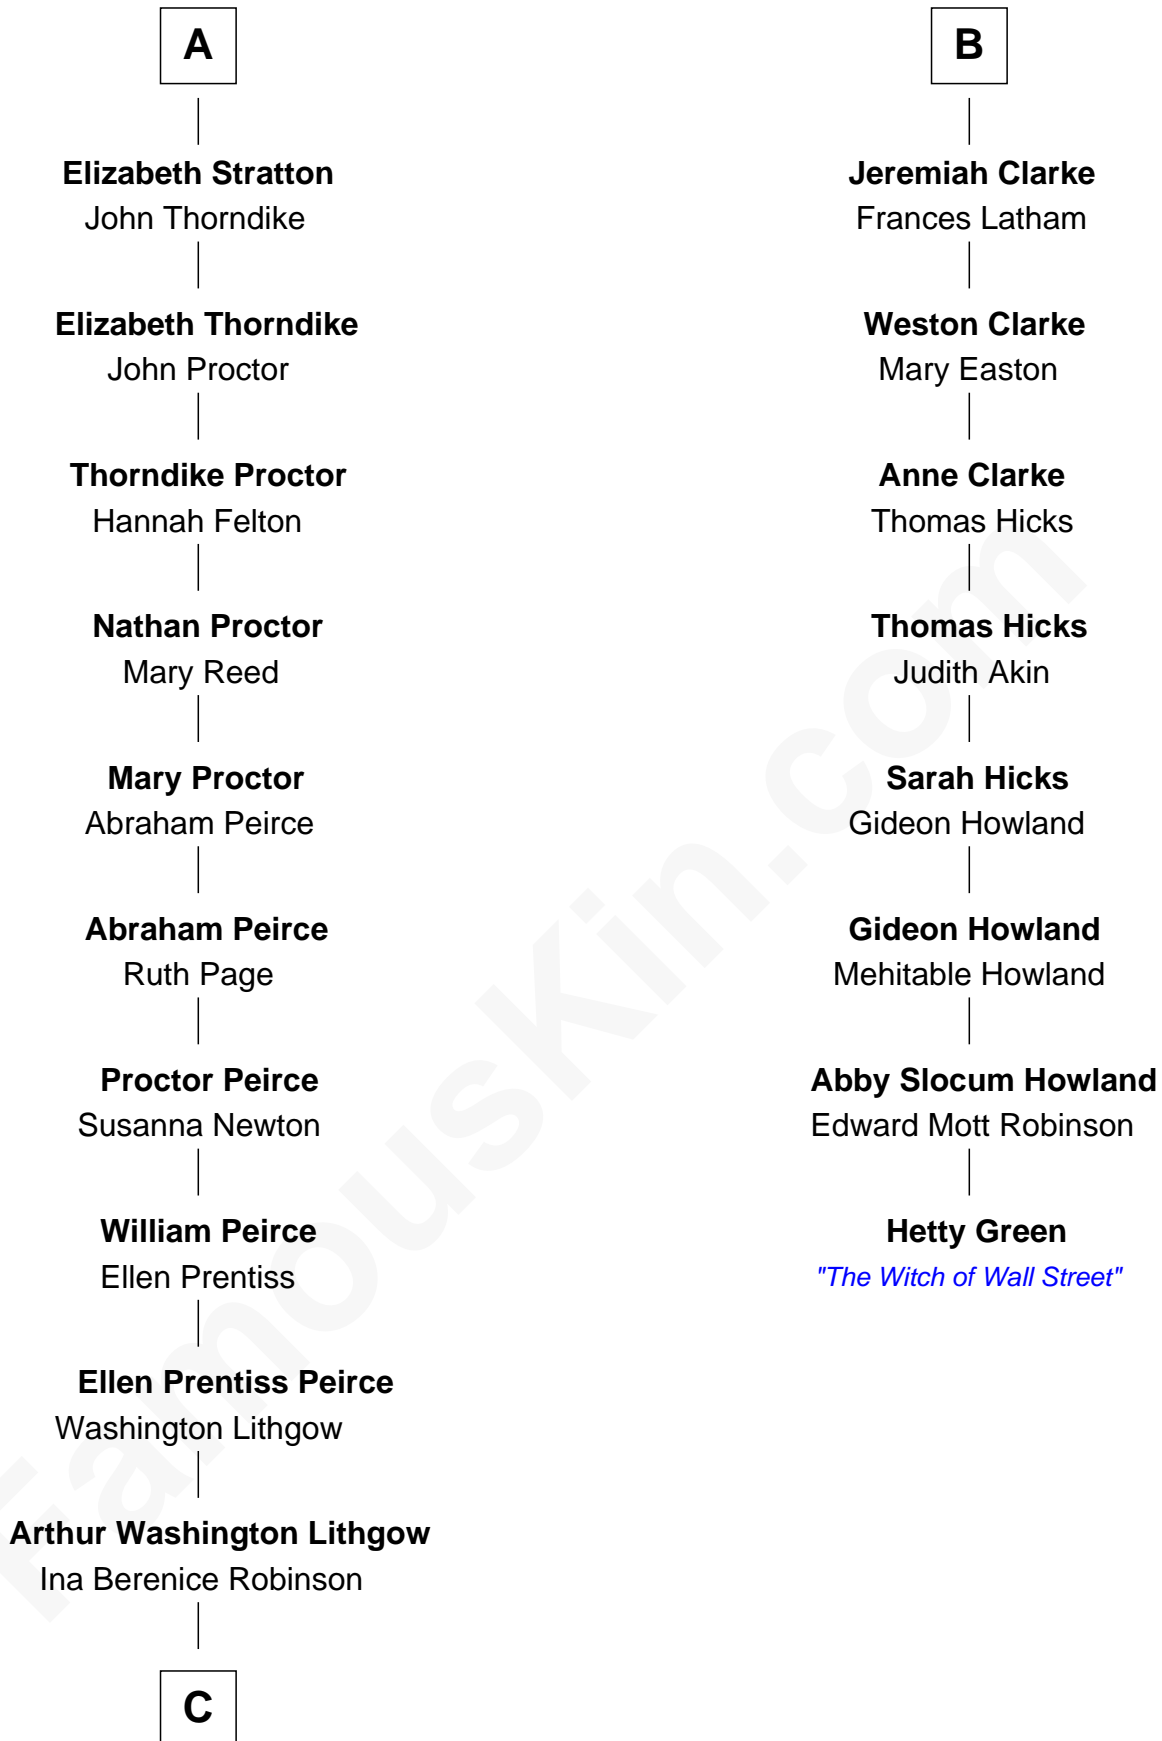 A
Elizabeth Stratton
John Thorndike
Elizabeth Thorndike
John Proctor
Thorndike Proctor
Hannah Felton
Nathan Proctor
Mary Reed
Mary Proctor
Abraham Peirce
Abraham Peirce
Ruth Page
Proctor Peirce
Susanna Newton
William Peirce
Ellen Prentiss
Ellen Prentiss Peirce
Washington Lithgow
Arthur Washington Lithgow
Ina Berenice Robinson
C
B
Jeremiah Clarke
Frances Latham
Weston Clarke
Mary Easton
Anne Clarke
Thomas Hicks
Thomas Hicks
Judith Akin
Sarah Hicks
Gideon Howland
Gideon Howland
Mehitable Howland
Abby Slocum Howland
Edward Mott Robinson
Hetty Green
"The Witch of Wall Street"
FamousKin.com